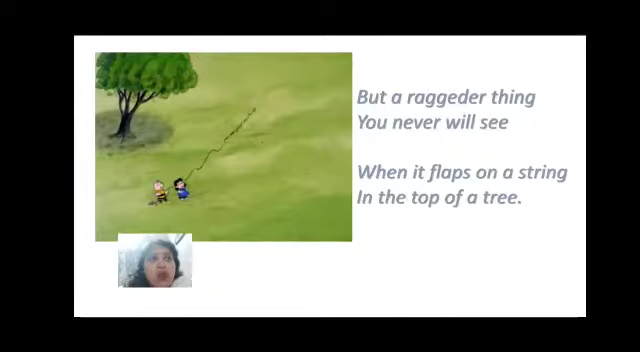 But a raggeder thing
You never will see
When it flaps on a string
In the top of a tree.